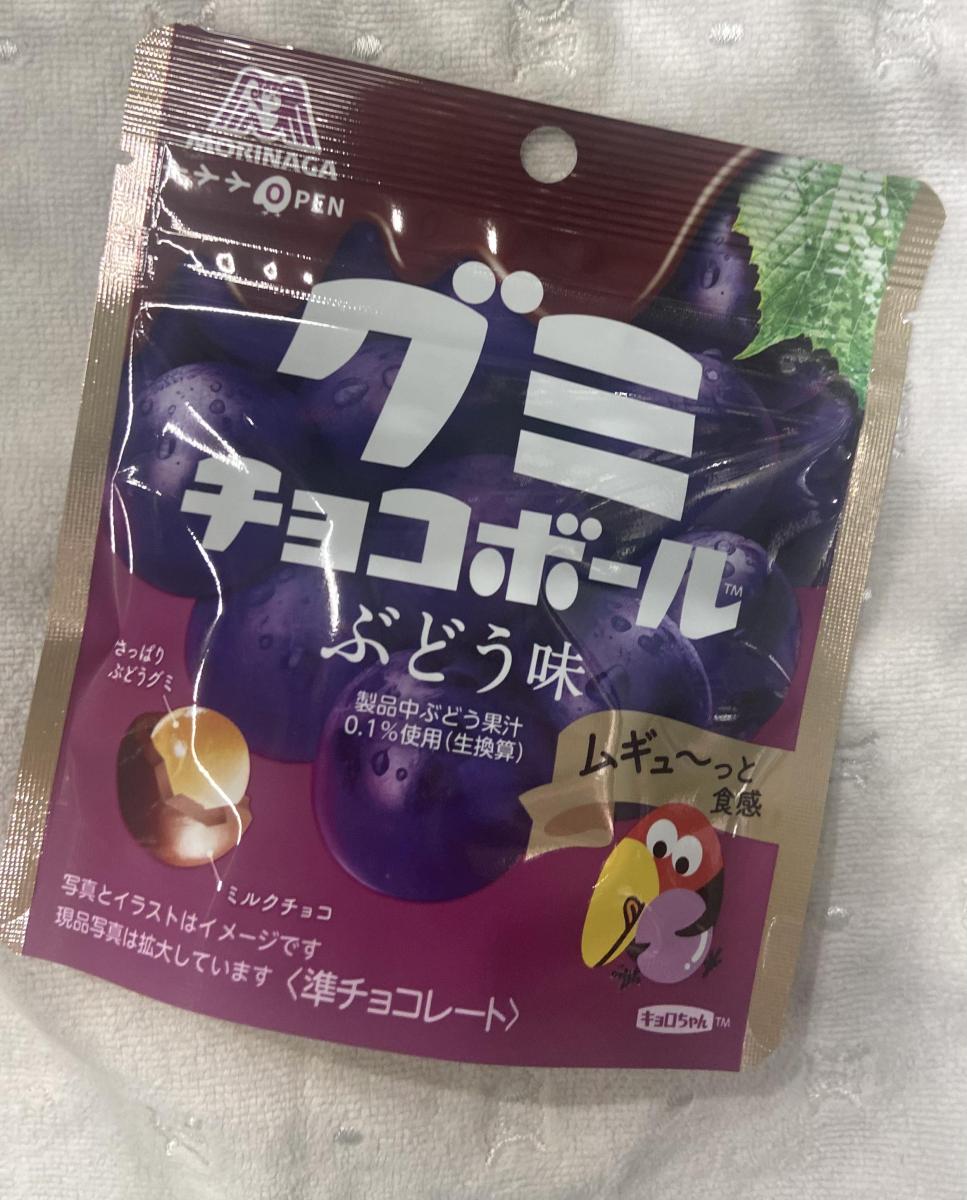 MORINAGA
OPEN
グミ
チョコボール™
ぶどう味
製品中ぶどう果汁
0.1%使用(生換算)
さっぱり
ぶどうグミ
ムギュ〜っと
食感
ミルクチョコ
写真とイラストはイメージです
現品写真は拡大しています
〈準チョコレート〉
キョロちゃん™